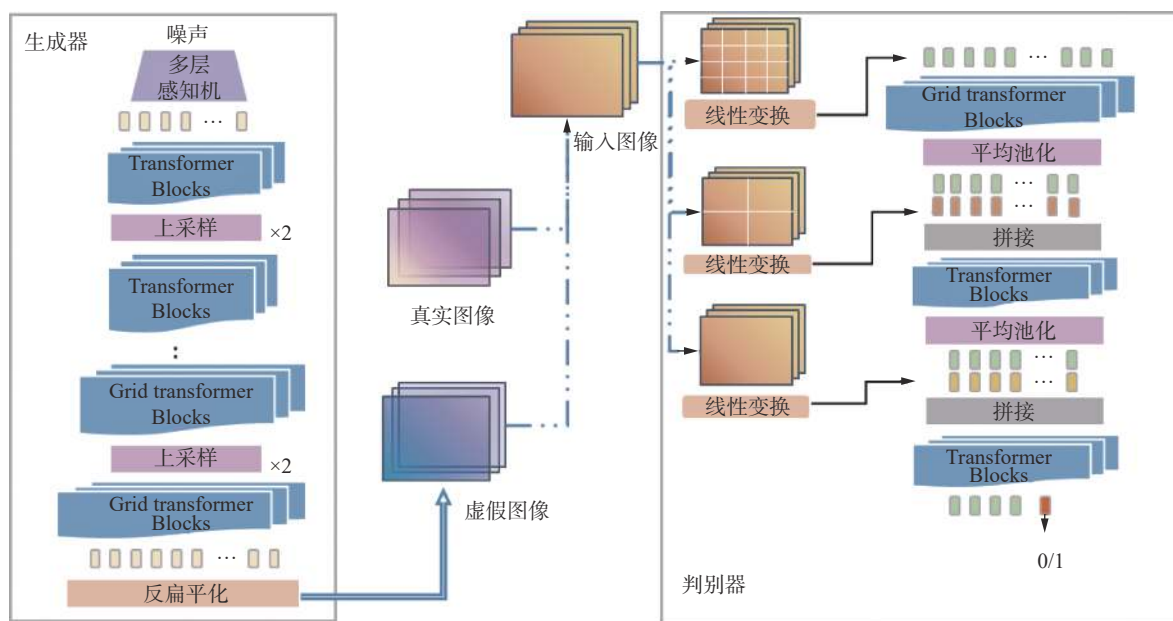 生成器
噪声
多层
感知机
…
Transformer
Blocks
上采样
×2
Transformer
Blocks
:
Grid transformer
Blocks
上采样
×2
Grid transformer
Blocks
…
反扁平化
真实图像
虚假图像
输入图像
线性变换
线性变换
线性变换
…
Grid transformer
Blocks
平均池化
…
…
拼接
Transformer
Blocks
平均池化
…
…
拼接
Transformer
Blocks
0/1
判别器